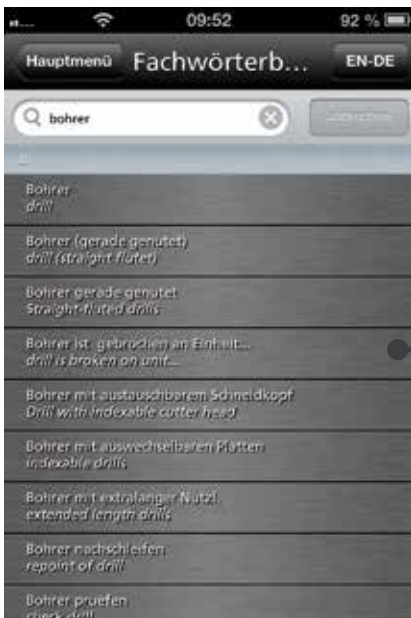 09:52
92 %
Hauptmenü
Fachwörterb...
EN-DE
bohrer
Bohrer
drill
Bohrer (gerade genutet)
drill (straight flutet)
Bohrer gerade genutet
Straight-fluted drills
Bohrer ist gebrochen an Einheit...
drill is broken on unit...
Bohrer mit austauschbarem Schneidkopf
Drill with indexable cutter head
Bohrer mit auswechselbaren Platten
indexable drills
Bohrer mit extralanger Nutzl.
extended length drills
Bohrer nachschleifen
repoint of drill
Bohrer pruefen
check drill